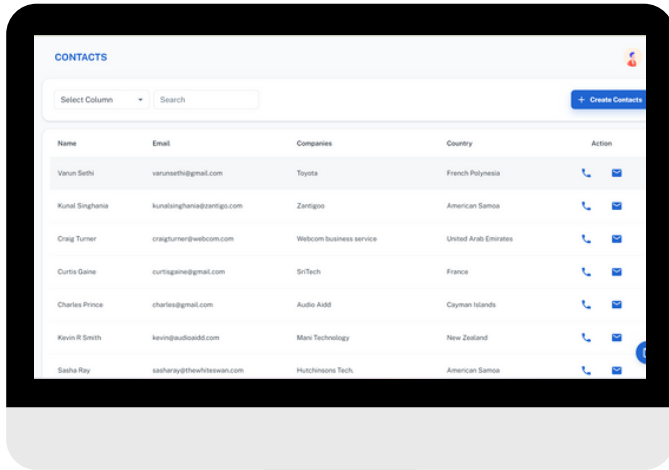 CONTACTS
Select Column Search + Create Contacts
Name Email Companies Country Action
Varun Sethi varunsethi@gmail.com Toyota French Polynesia
Kunal Singhania kunalsinghania@zantigo.com Zantigoo American Samoa
Craig Turner craigturner@webcom.com Webcom business service United Arab Emirates
Curtis Gaine curtisgaine@gmail.com SriTech France
Charles Prince charles@gmail.com Audio Aidd Cayman Islands
Kevin R Smith kevin@audioaidd.com Mani Technology New Zealand
Sasha Ray sasharay@thewhiteswan.com Hutchinsons Tech. American Samoa